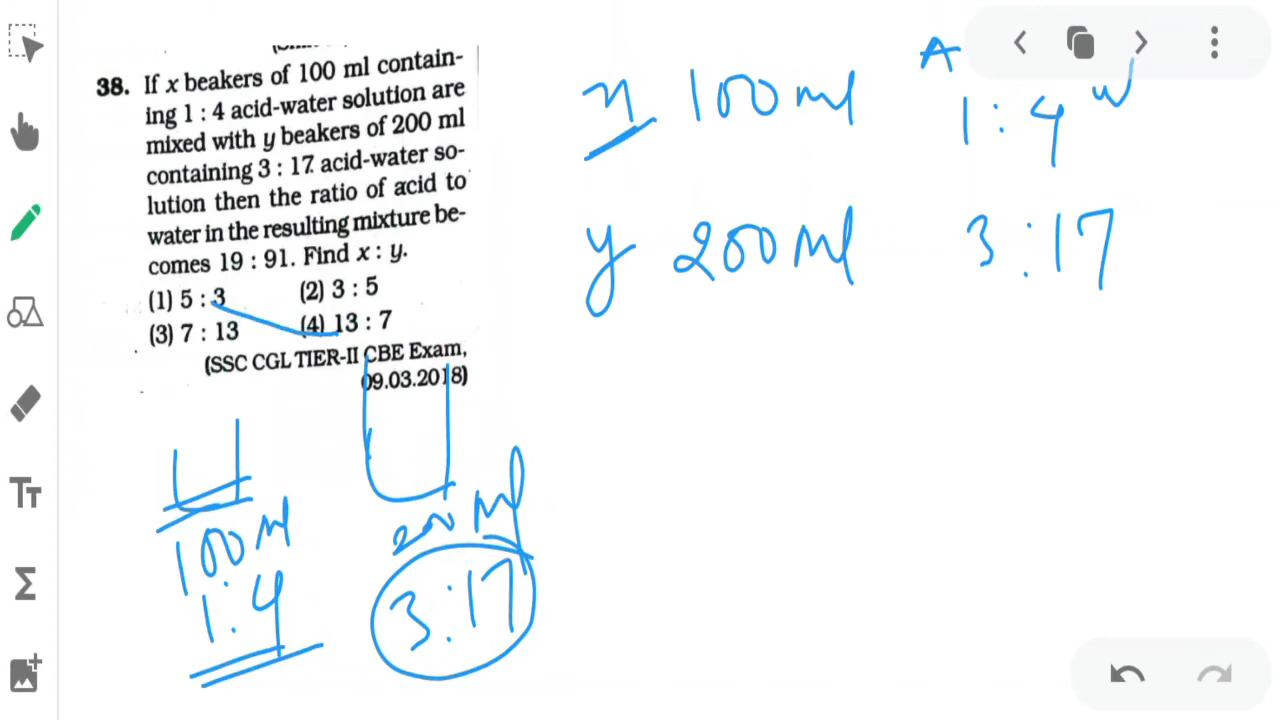 38. If x beakers of 100 ml contain-
ing 1 : 4 acid-water solution are
mixed with y beakers of 200 ml
containing 3 : 17 acid-water so-
lution then the ratio of acid to
water in the resulting mixture be-
comes 19 : 91. Find x : y.
(1) 5 : 3 (2) 3 : 5
(3) 7 : 13 (4) 13 : 7
(SSC CGL TIER-II CBE Exam,
09.03.2018)
x 100 ml A 1 : 4 W
y 200 ml 3 : 17
100 ml
1 : 4
200 ml
3 : 17
Tт
Σ